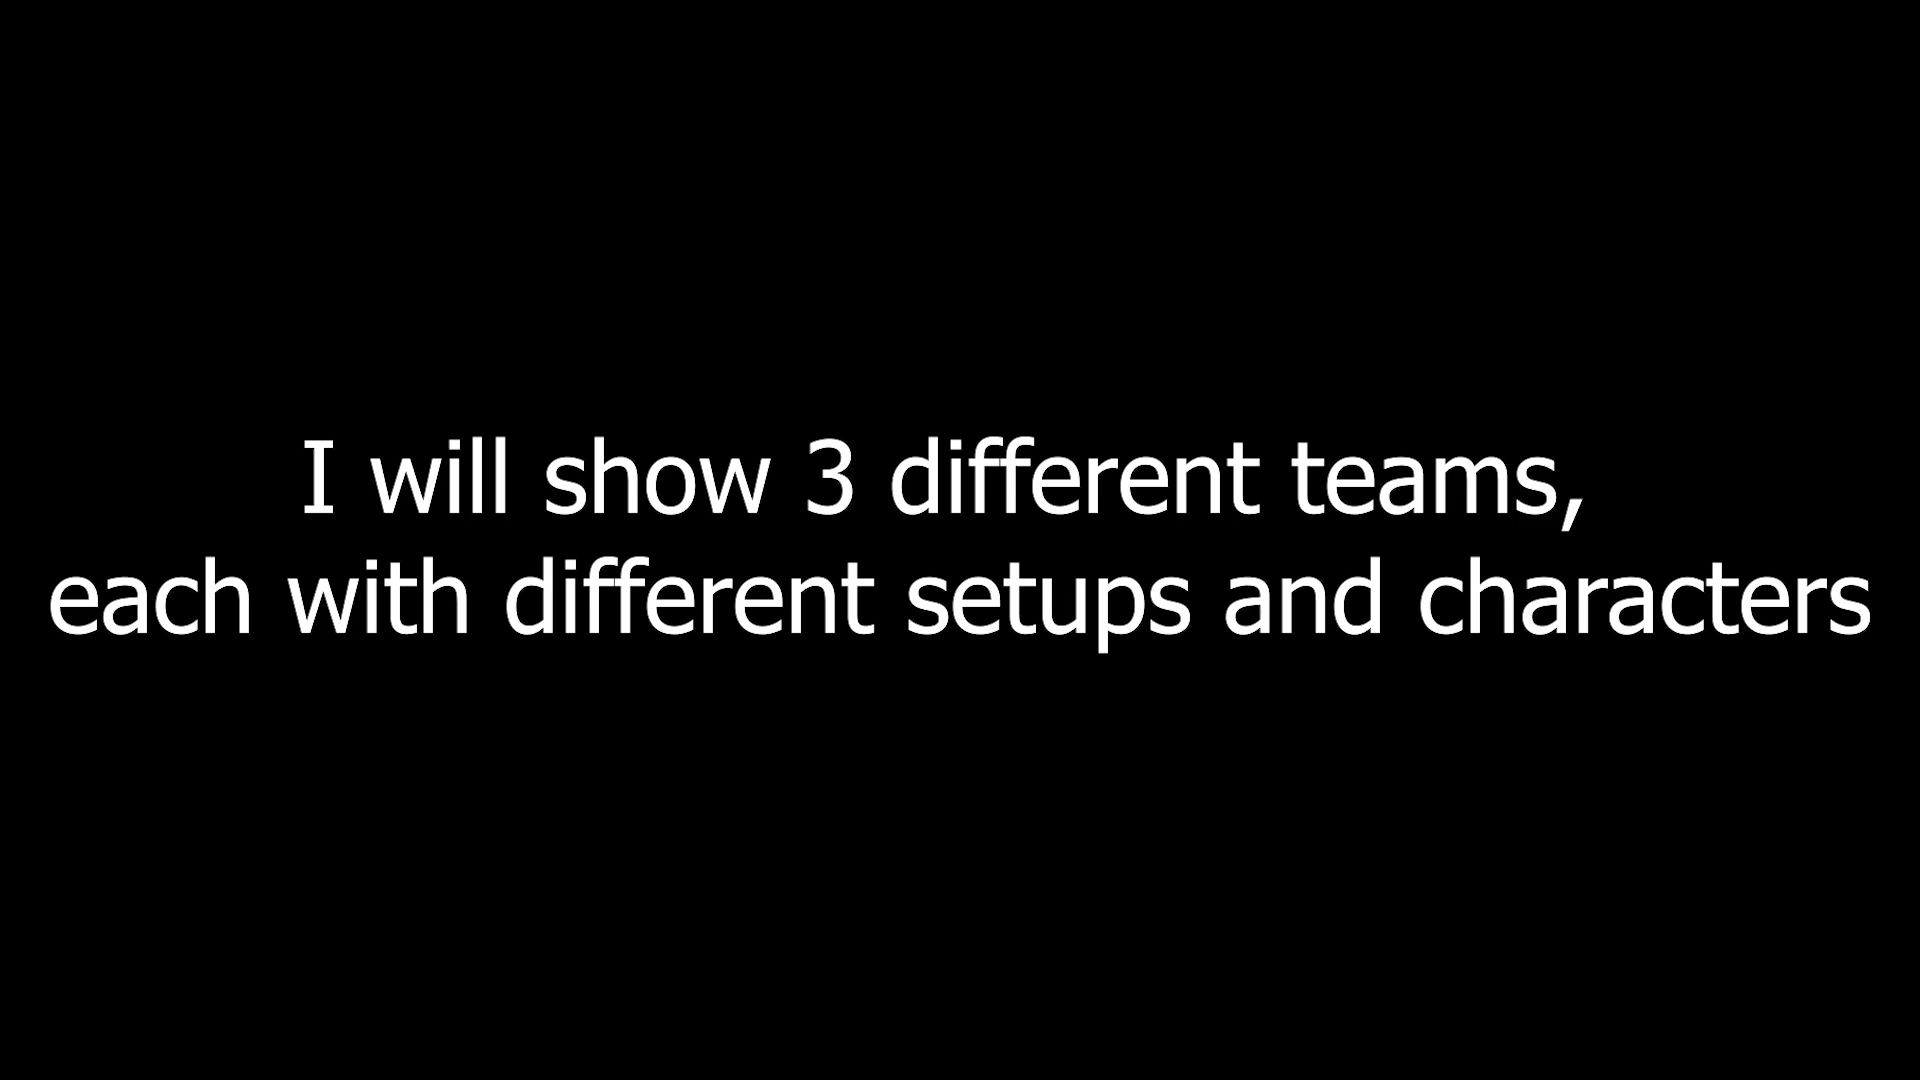 I will show 3 different teams,
each with different setups and characters